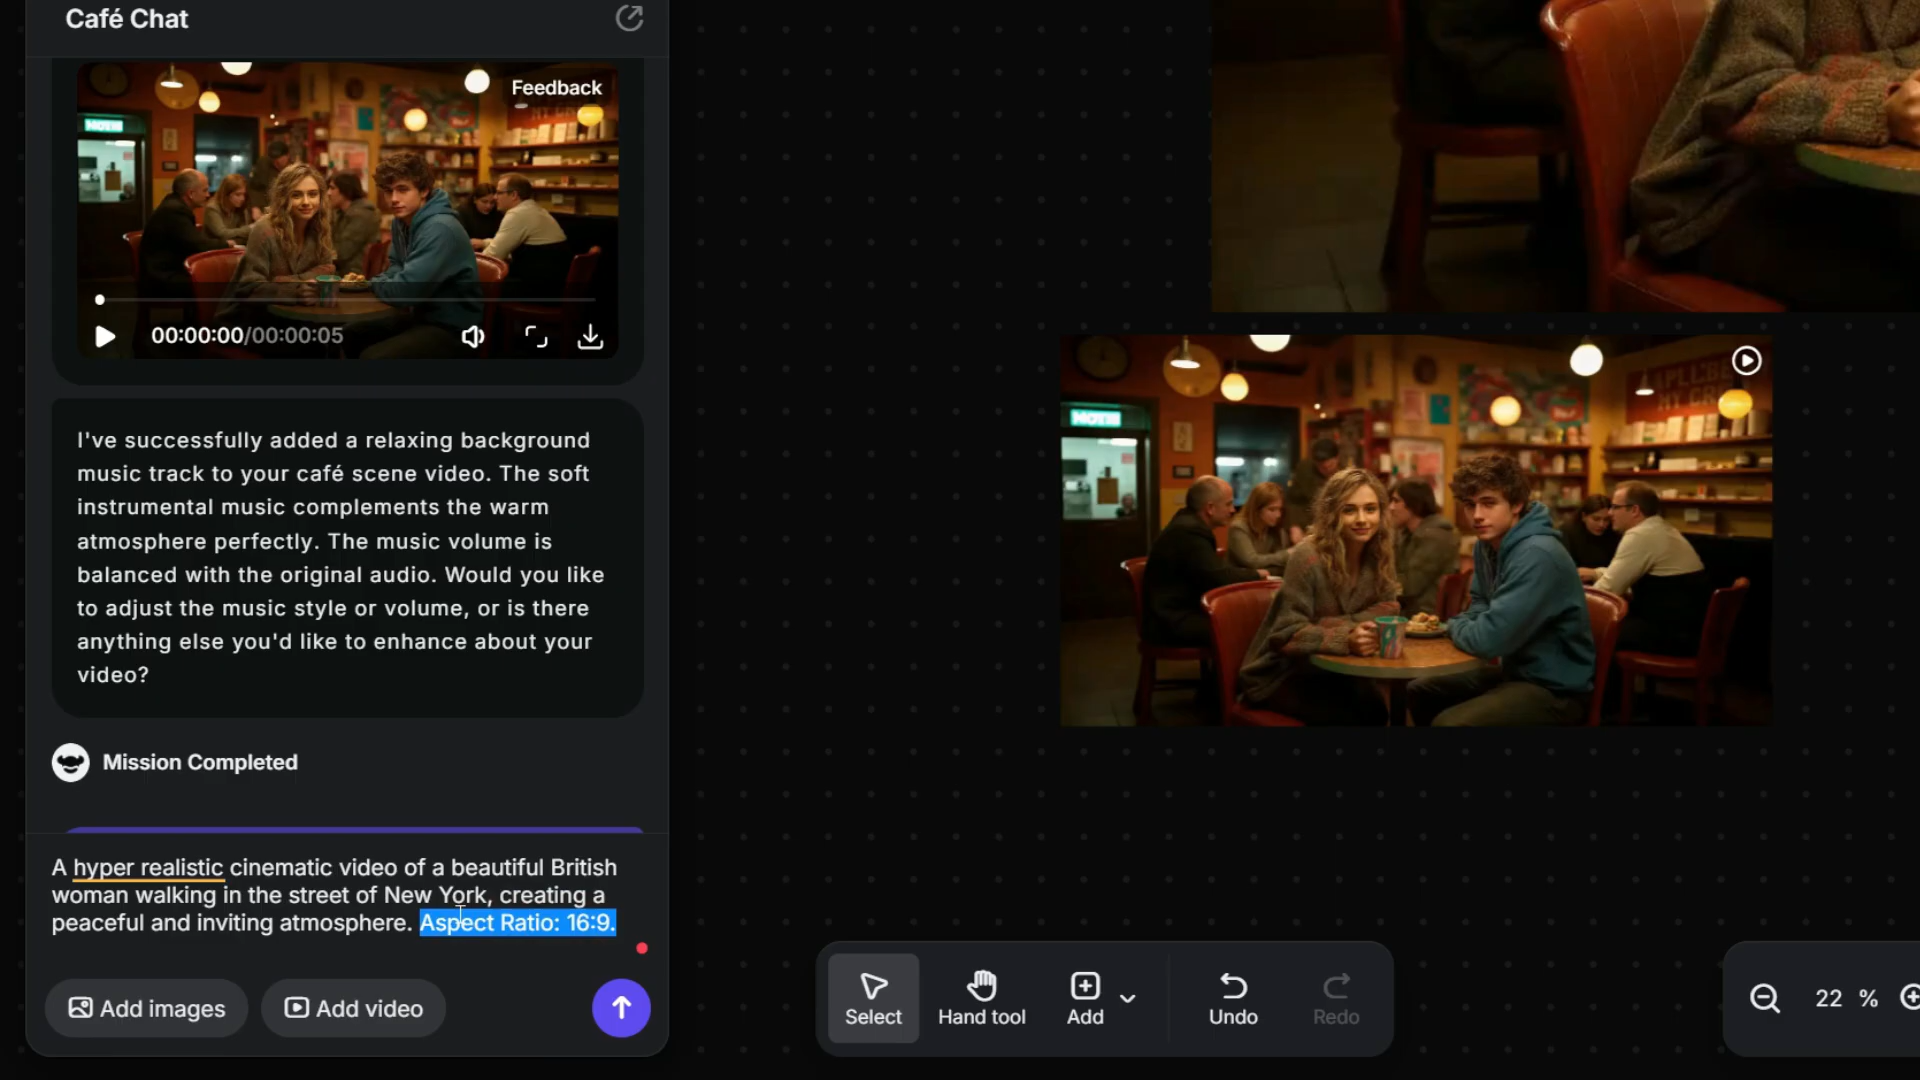 Café Chat
Feedback
00:00:00/00:00:05
I've successfully added a relaxing background
music track to your café scene video. The soft
instrumental music complements the warm
atmosphere perfectly. The music volume is
balanced with the original audio. Would you like
to adjust the music style or volume, or is there
anything else you'd like to enhance about your
video?
Mission Completed
A hyper realistic cinematic video of a beautiful British
woman walking in the street of New York, creating a
peaceful and inviting atmosphere. Aspect Ratio: 16:9.
Add images
Add video
Select
Hand tool
Add
Undo
Redo
22 %